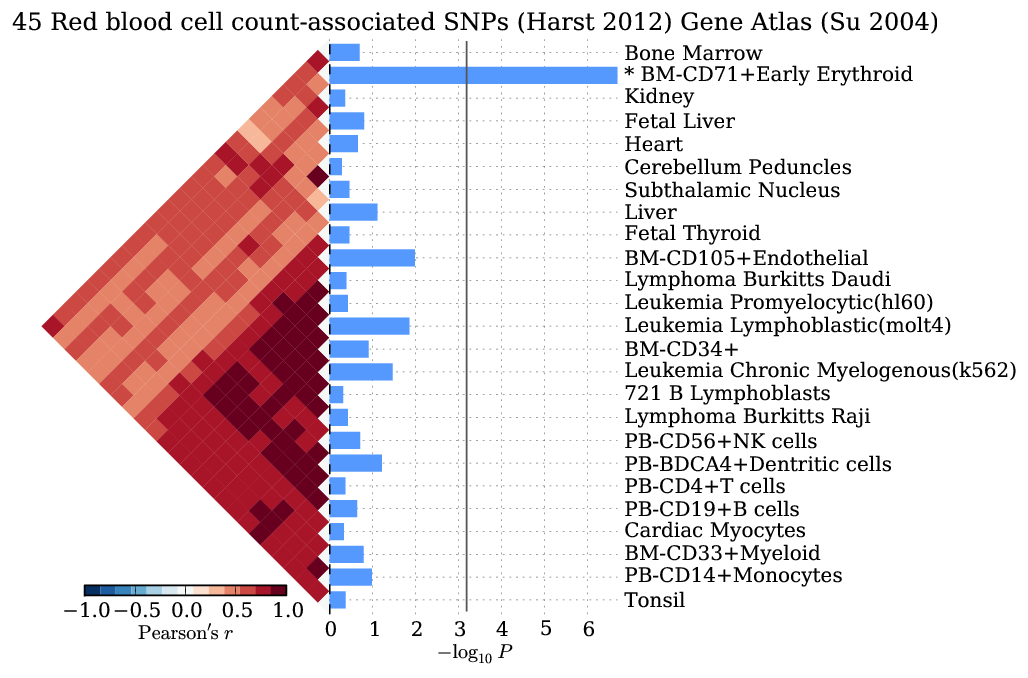 45 Red blood cell count-associated SNPs (Harst 2012) Gene Atlas (Su 2004)
Bone Marrow
* BM-CD71+Early Erythroid
Kidney
Fetal Liver
Heart
Cerebellum Peduncles
Subthalamic Nucleus
Liver
Fetal Thyroid
BM-CD105+Endothelial
Lymphoma Burkitts Daudi
Leukemia Promyelocytic(hl60)
Leukemia Lymphoblastic(molt4)
BM-CD34+
Leukemia Chronic Myelogenous(k562)
721 B Lymphoblasts
Lymphoma Burkitts Raji
PB-CD56+NK cells
PB-BDCA4+Dentritic cells
PB-CD4+T cells
PB-CD19+B cells
Cardiac Myocytes
BM-CD33+Myeloid
PB-CD14+Monocytes
Tonsil
−1.0 −0.5 0.0 0.5 1.0
Pearson's r
0 1 2 3 4 5 6
−log₁₀ P